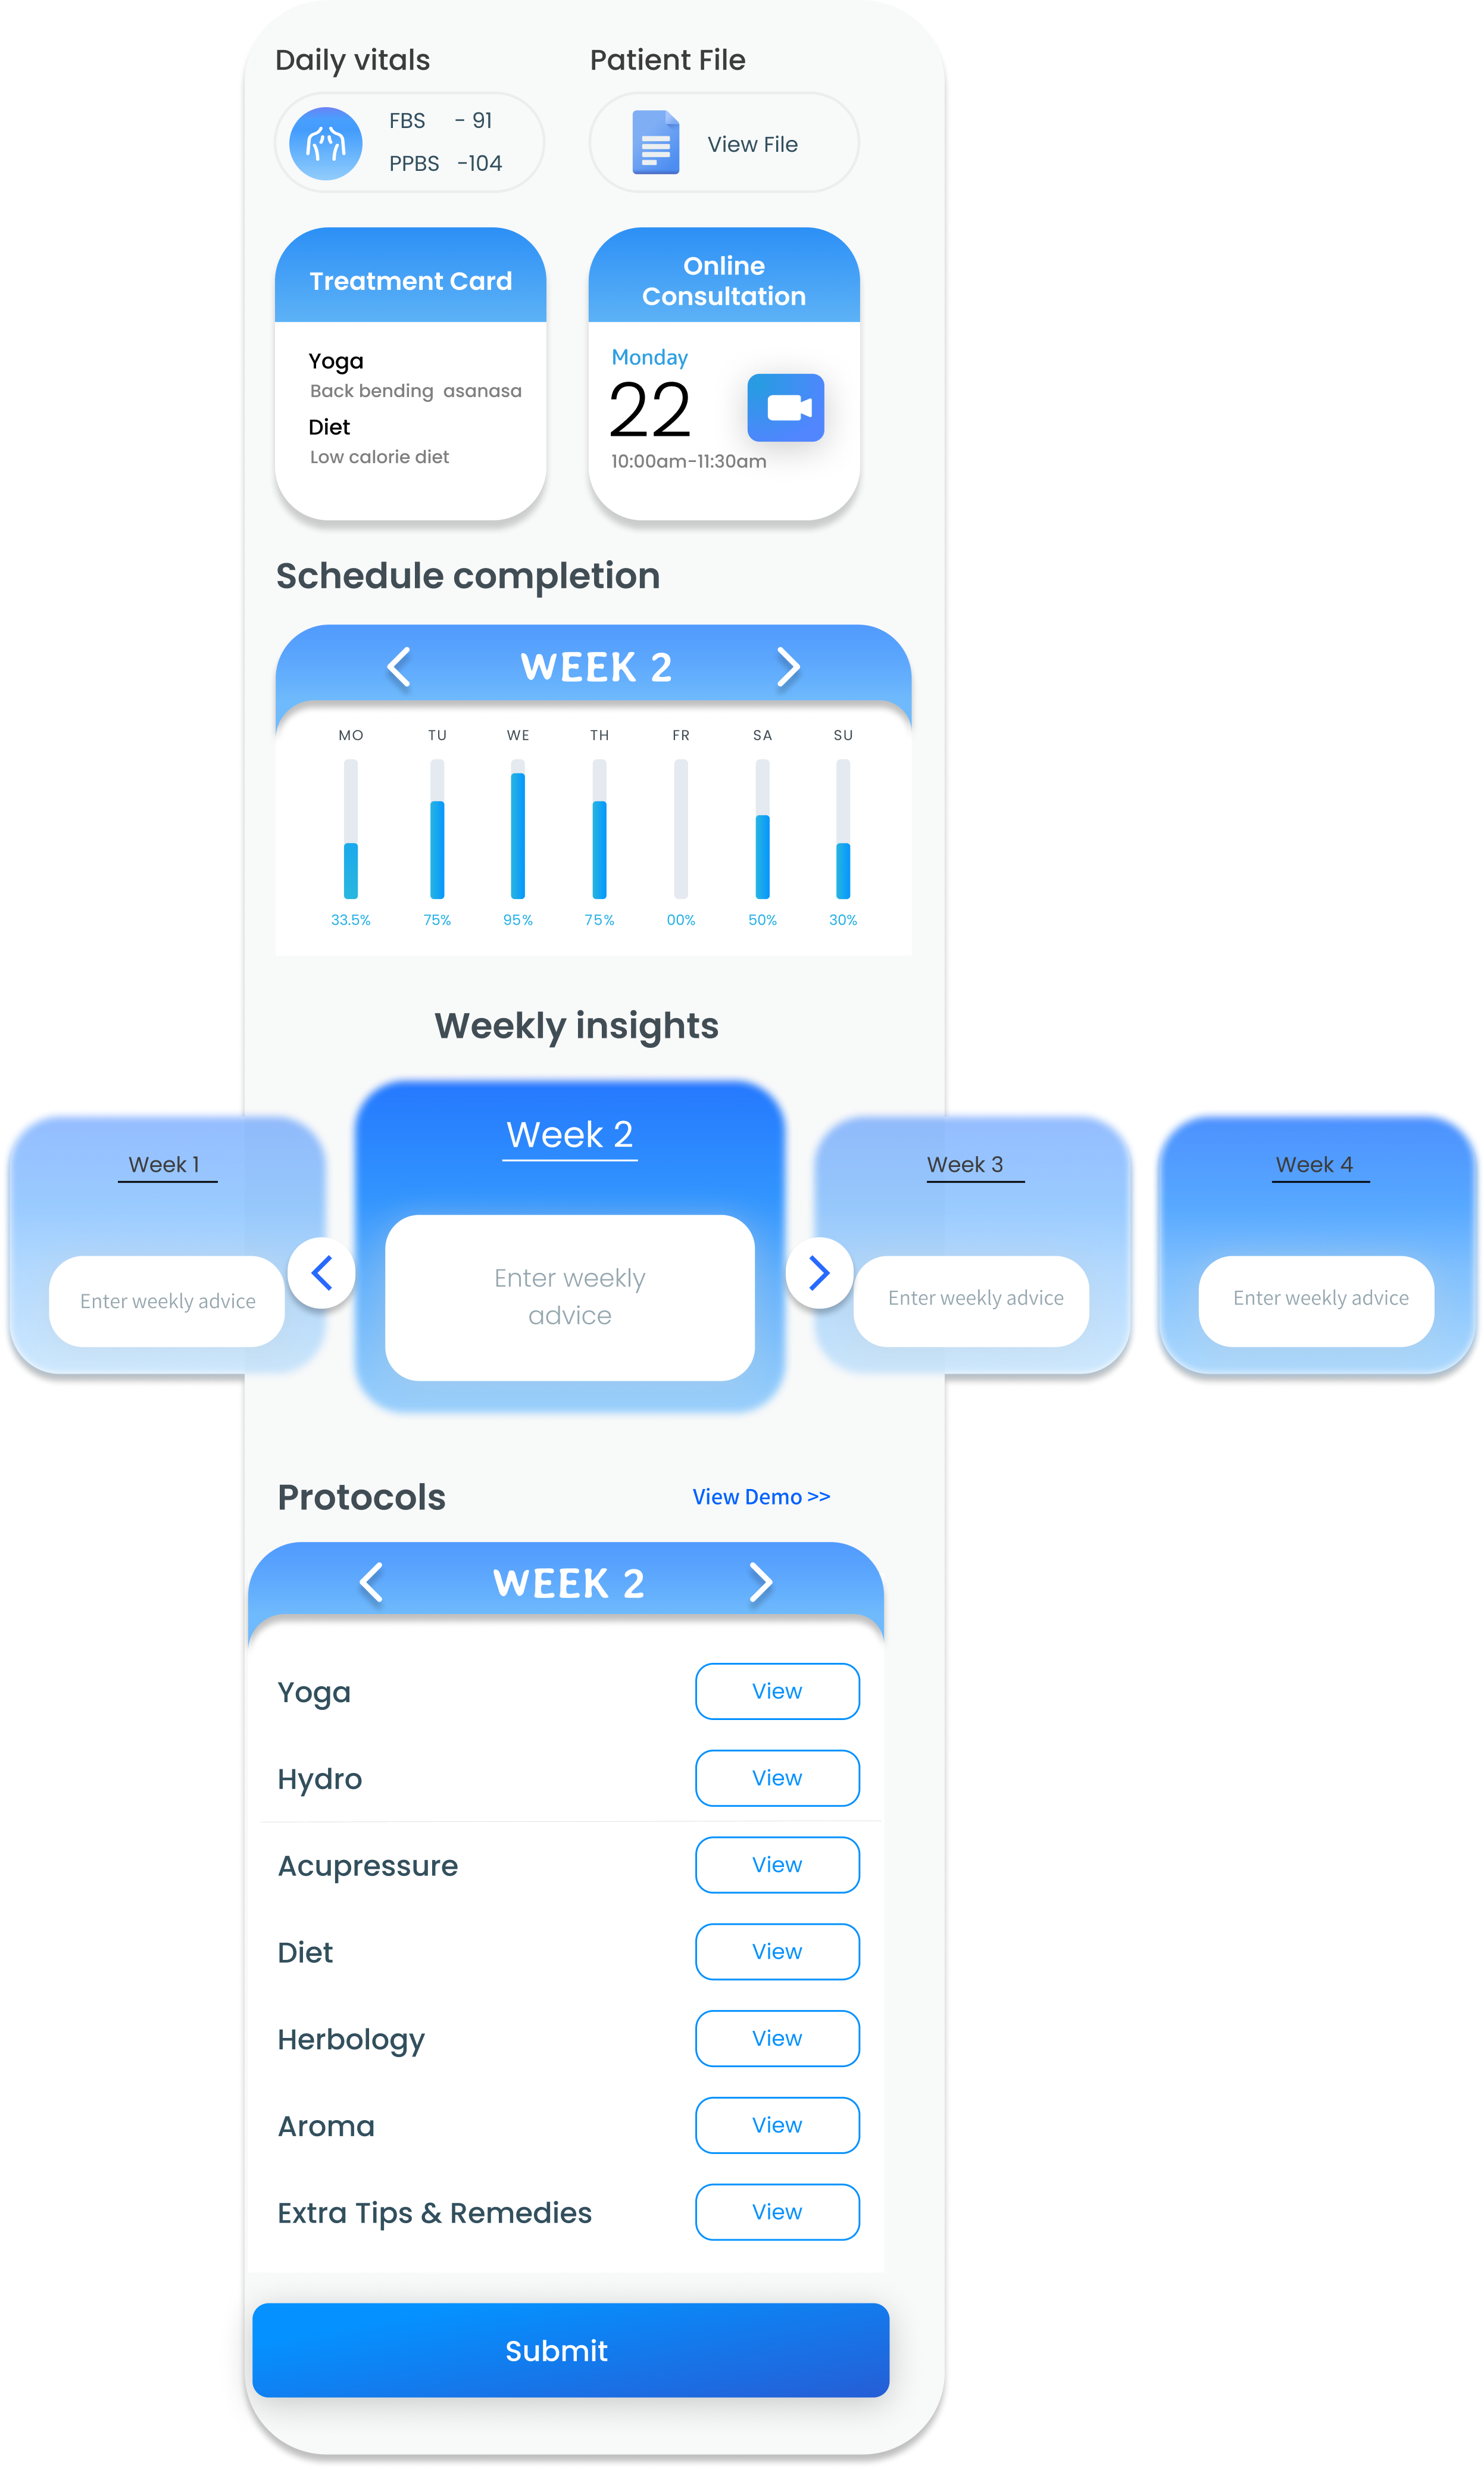 Daily vitals
Patient File
FBS - 91
PPBS -104
View File
Treatment Card
Yoga
Back bending asanasa
Diet
Low calorie diet
Online
Consultation
Monday
22
10:00am-11:30am
Schedule completion
WEEK 2
MO TU WE TH FR SA SU
33.5% 75% 95% 75% 00% 50% 30%
Weekly insights
Week 1
Enter weekly advice
Week 2
Enter weekly
advice
Week 3
Enter weekly advice
Week 4
Enter weekly advice
Protocols
View Demo >>
WEEK 2
Yoga View
Hydro View
Acupressure View
Diet View
Herbology View
Aroma View
Extra Tips & Remedies View
Submit